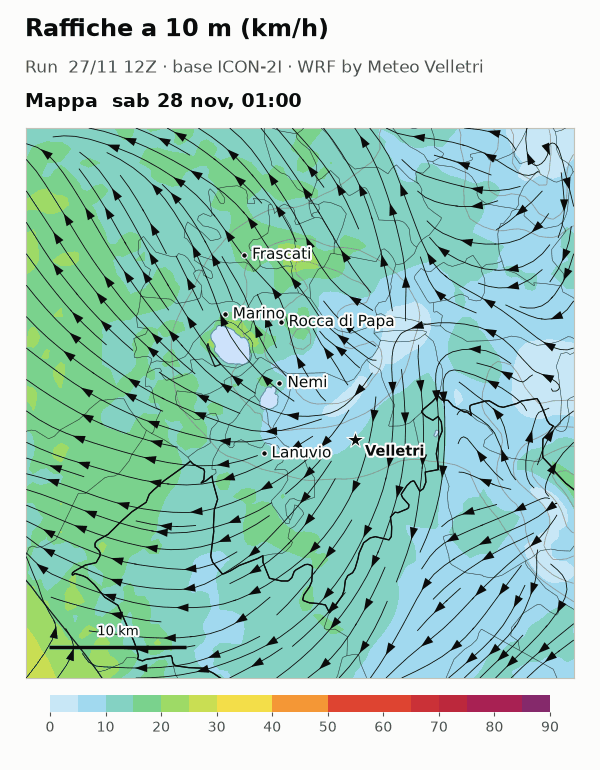 Raffiche a 10 m (km/h)
Run  27/11 12Z · base ICON-2I · WRF by Meteo Velletri
Mappa  sab 28 nov, 01:00
Frascati
Marino
Rocca di Papa
Nemi
Velletri
Lanuvio
10 km
0 10 20 30 40 50 60 70 80 90